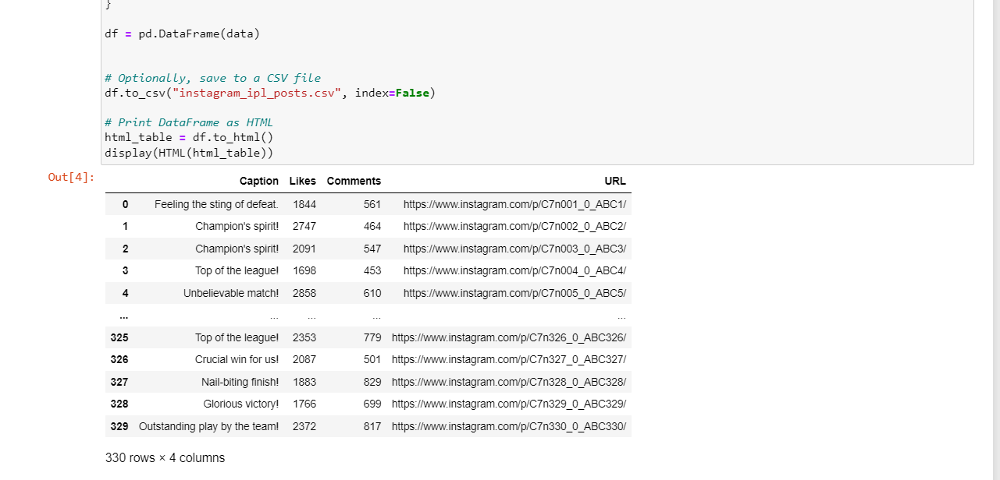 }
df = pd.DataFrame(data)
# Optionally, save to a CSV file
df.to_csv("instagram_ipl_posts.csv", index=False)
# Print DataFrame as HTML
html_table = df.to_html()
display(HTML(html_table))
Out[4]:
Caption Likes Comments URL
0 Feeling the sting of defeat. 1844 561 https://www.instagram.com/p/C7n001_0_ABC1/
1 Champion's spirit! 2747 464 https://www.instagram.com/p/C7n002_0_ABC2/
2 Champion's spirit! 2091 547 https://www.instagram.com/p/C7n003_0_ABC3/
3 Top of the league! 1698 453 https://www.instagram.com/p/C7n004_0_ABC4/
4 Unbelievable match! 2858 610 https://www.instagram.com/p/C7n005_0_ABC5/
... ... ... ... ...
325 Top of the league! 2353 779 https://www.instagram.com/p/C7n326_0_ABC326/
326 Crucial win for us! 2087 501 https://www.instagram.com/p/C7n327_0_ABC327/
327 Nail-biting finish! 1883 829 https://www.instagram.com/p/C7n328_0_ABC328/
328 Glorious victory! 1766 699 https://www.instagram.com/p/C7n329_0_ABC329/
329 Outstanding play by the team! 2372 817 https://www.instagram.com/p/C7n330_0_ABC330/
330 rows × 4 columns